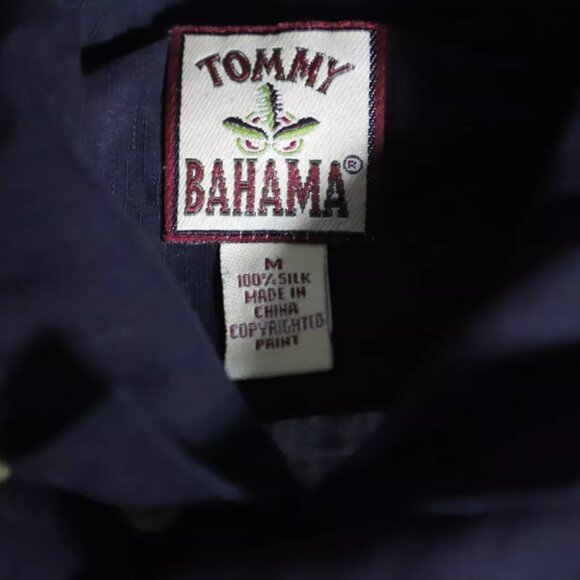 TOMMY
BAHAMA®
M
100% SILK
MADE IN
CHINA
COPYRIGHTED
PRINT